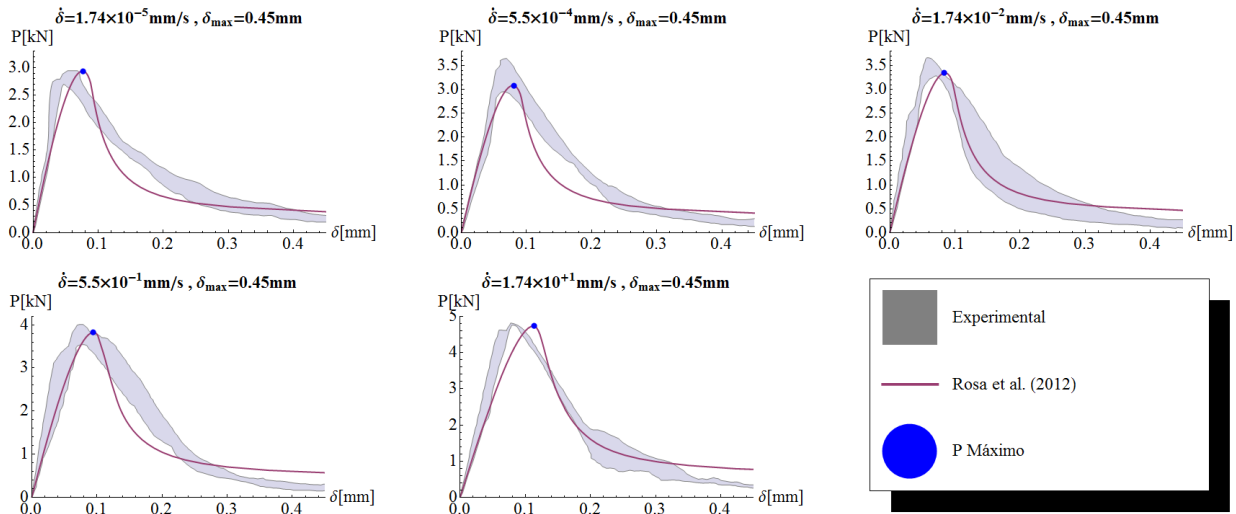 δ̇=1.74×10⁻⁵mm/s , δmax=0.45mm
P[kN]
3.0
2.5
2.0
1.5
1.0
0.5
0.0
0.0 0.1 0.2 0.3 0.4 δ[mm]
δ̇=5.5×10⁻⁴mm/s , δmax=0.45mm
P[kN]
3.5
3.0
2.5
2.0
1.5
1.0
0.5
0.0
0.0 0.1 0.2 0.3 0.4 δ[mm]
δ̇=1.74×10⁻²mm/s , δmax=0.45mm
P[kN]
3.5
3.0
2.5
2.0
1.5
1.0
0.5
0.0
0.0 0.1 0.2 0.3 0.4 δ[mm]
δ̇=5.5×10⁻¹mm/s , δmax=0.45mm
P[kN]
4
3
2
1
0
0.0 0.1 0.2 0.3 0.4 δ[mm]
δ̇=1.74×10⁺¹mm/s , δmax=0.45mm
P[kN]
5
4
3
2
1
0
0.0 0.1 0.2 0.3 0.4 δ[mm]
Experimental
Rosa et al. (2012)
P Máximo